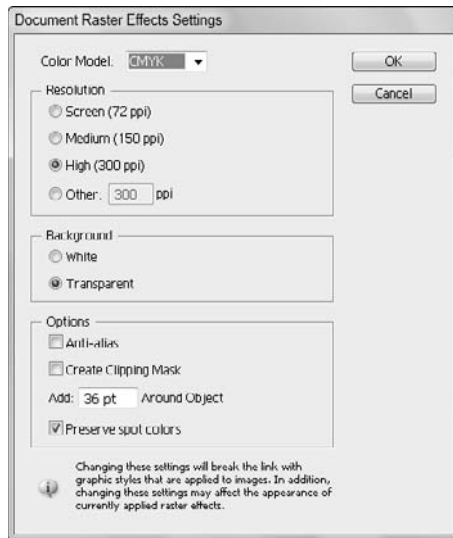 Document Raster Effects Settings
Color Model: CMYK
OK
Cancel
Resolution
Screen (72 ppi)
Medium (150 ppi)
High (300 ppi)
Other: 300 ppi
Background
White
Transparent
Options
Anti-alias
Create Clipping Mask
Add: 36 pt Around Object
Preserve spot colors
Changing these settings will break the link with
graphic styles that are applied to images. In addition,
changing these settings may affect the appearance of
currently applied raster effects.